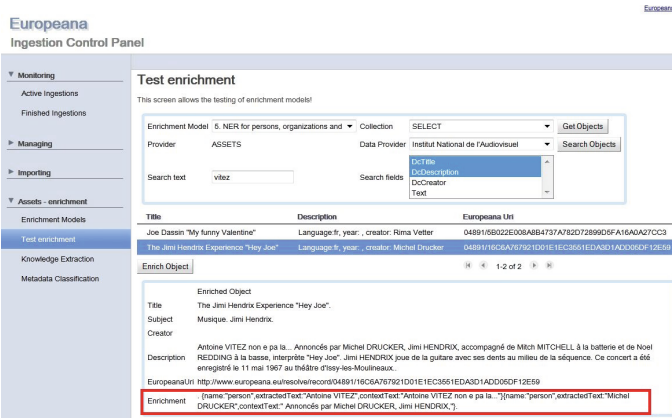 Europeana
Europeana
Ingestion Control Panel
Monitoring
Active Ingestions
Finished Ingestions
Managing
Importing
Assets - enrichment
Enrichment Models
Test enrichment
Knowledge Extraction
Metadata Classification
Test enrichment
This screen allows the testing of enrichment models!
Enrichment Model 5. NER for persons, organizations and Collection SELECT Get Objects
Provider ASSETS Data Provider Institut National de l'Audiovisuel Search Objects
Search text vitez Search fields DcTitle
DcDescription
DcCreator
Text
Title Description Europeana Uri
Joe Dassin "My funny Valentine" Language:fr, year: , creator: Rima Vetter 04891/5B022E008A8B4737A782D72899D5FA16A0A27CC3
The Jimi Hendrix Experience "Hey Joe". Language:fr, year: , creator: Michel Drucker 04891/16C6A767921D01E1EC3551EDA3D1ADD05DF12E59
Enrich Object 1-2 of 2
Enriched Object
Title The Jimi Hendrix Experience "Hey Joe".
Subject Musique. Jimi Hendrix.
Creator
Antoine VITEZ non e pa la... Annoncés par Michel DRUCKER, Jimi HENDRIX, accompagné de Mitch MITCHELL à la batterie et de Noel
Description REDDING à la basse, interprète "Hey Joe". Jimi HENDRIX joue de la guitare avec ses dents au milieu de la séquence. Ce concert a été
enregistré le 11 mai 1967 au théâtre d'Issy-les-Moulineaux..
EuropeanaUri http://www.europeana.eu/resolve/record/04891/16C6A767921D01E1EC3551EDA3D1ADD05DF12E59
Enrichment . {name:"person",extractedText:"Antoine VITEZ",contextText:"Antoine VITEZ non e pa la..."}{name:"person",extractedText:"Michel
DRUCKER",contextText:" Annoncés par Michel DRUCKER, Jimi HENDRIX,"}.